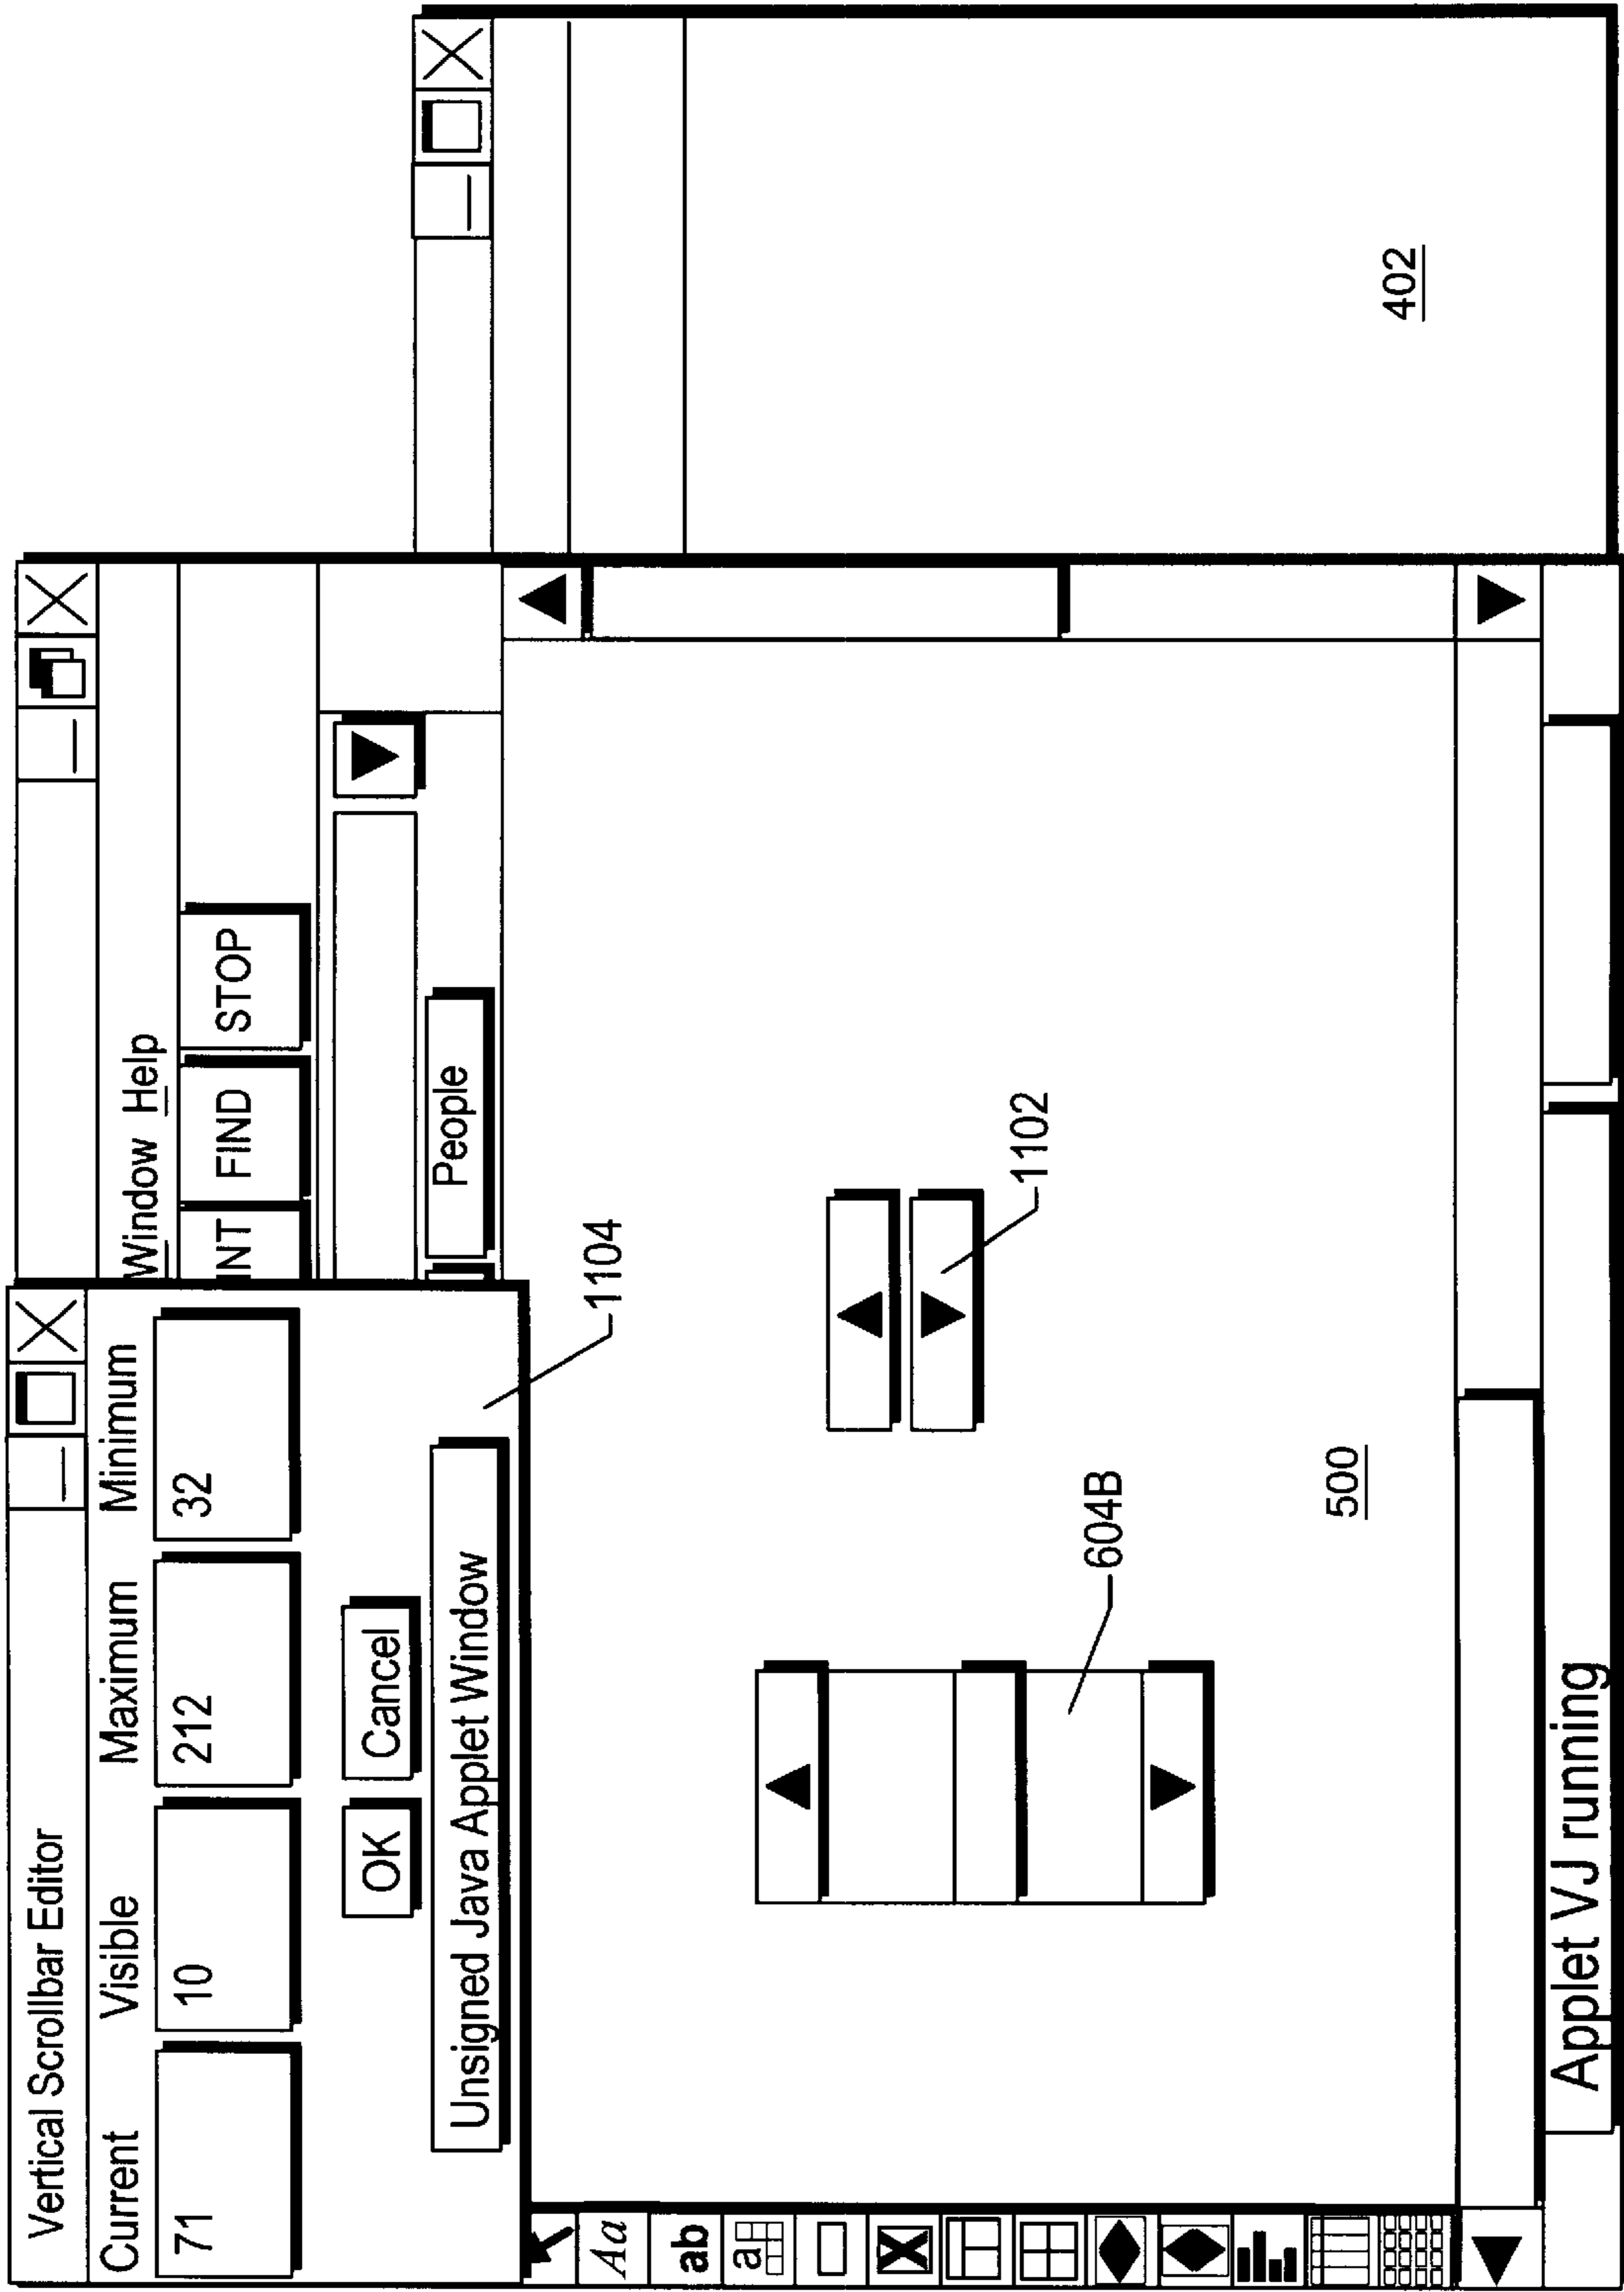 Vertical Scrollbar Editor
Current Visible Maximum Minimum
71 10 212 32
OK Cancel
Unsigned Java Applet Window
1104
Window Help
NT FIND STOP
People
Aa
ab
a
1102
604B
500
402
Applet VJ running